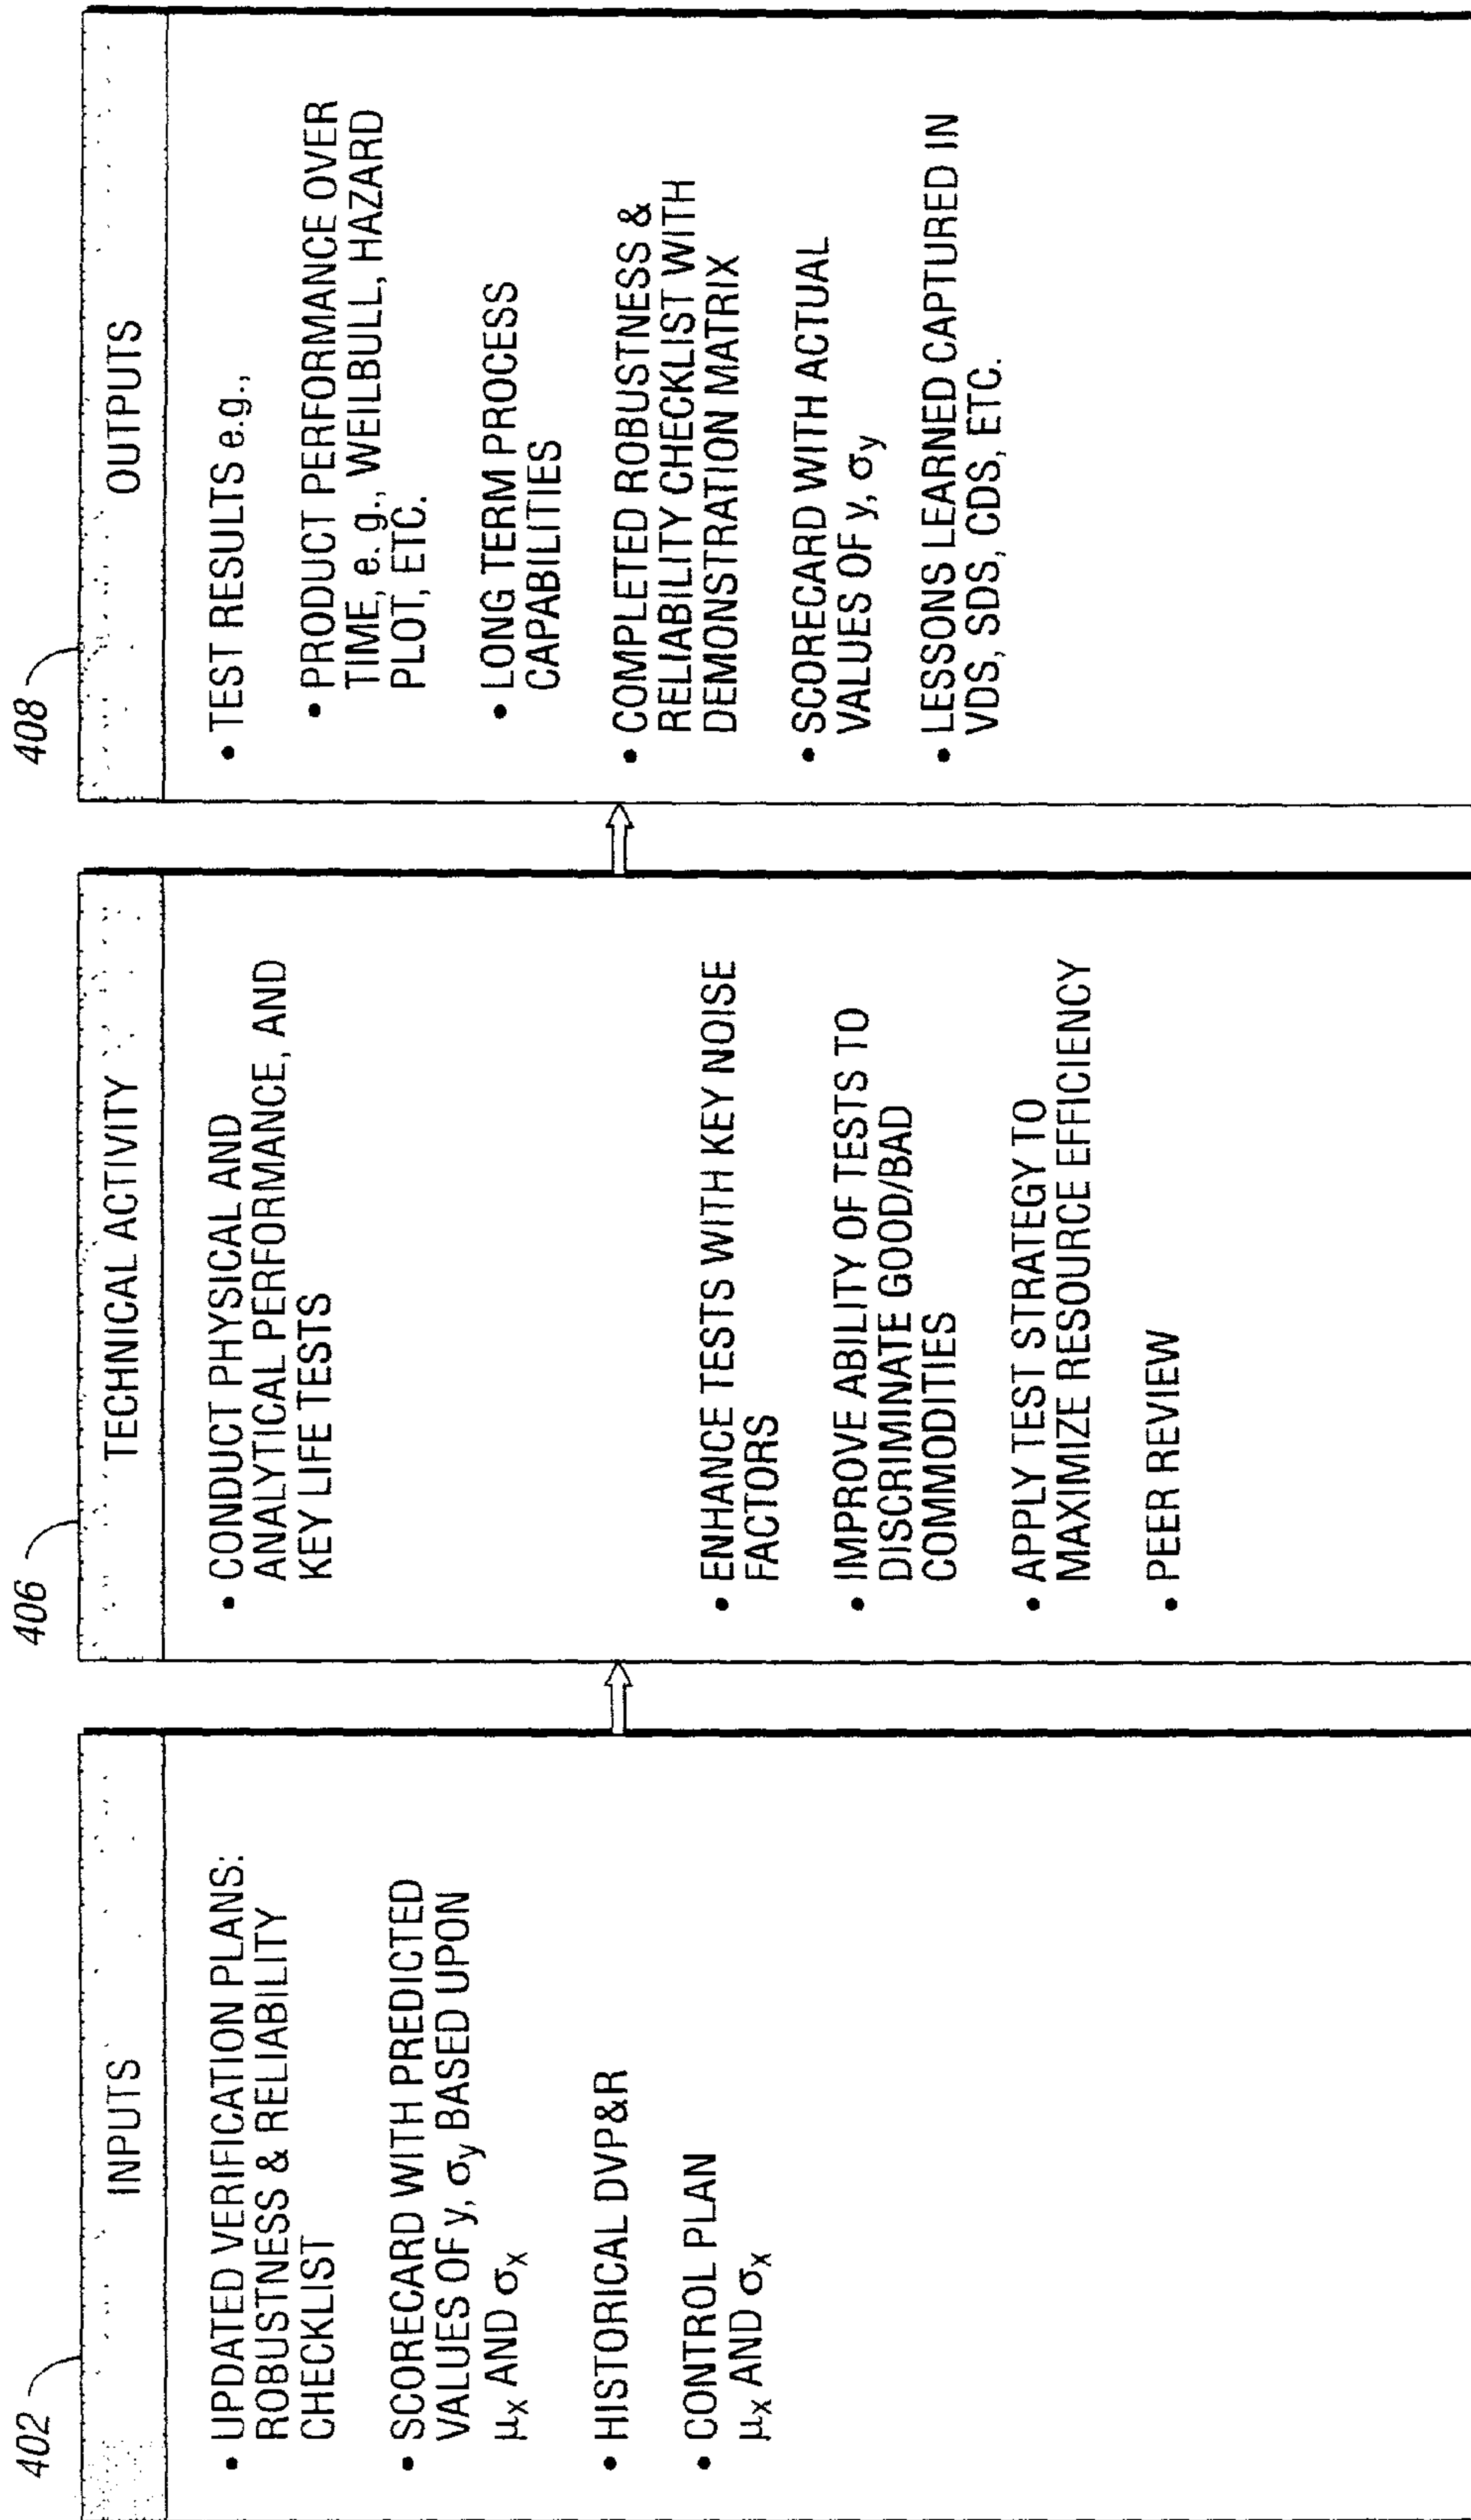 402
INPUTS
• UPDATED VERIFICATION PLANS:
ROBUSTNESS & RELIABILITY
CHECKLIST
• SCORECARD WITH PREDICTED
VALUES OF y, σy BASED UPON
μx AND σx
• HISTORICAL DVP&R
• CONTROL PLAN
μx AND σx
406
TECHNICAL ACTIVITY
• CONDUCT PHYSICAL AND
ANALYTICAL PERFORMANCE, AND
KEY LIFE TESTS
• ENHANCE TESTS WITH KEY NOISE
FACTORS
• IMPROVE ABILITY OF TESTS TO
DISCRIMINATE GOOD/BAD
COMMODITIES
• APPLY TEST STRATEGY TO
MAXIMIZE RESOURCE EFFICIENCY
• PEER REVIEW
408
OUTPUTS
• TEST RESULTS e.g.,
• PRODUCT PERFORMANCE OVER
TIME, e. g., WEILBULL, HAZARD
PLOT, ETC.
• LONG TERM PROCESS
CAPABILITIES
• COMPLETED ROBUSTNESS &
RELIABILITY CHECKLIST WITH
DEMONSTRATION MATRIX
• SCORECARD WITH ACTUAL
VALUES OF y, σy
• LESSONS LEARNED CAPTURED IN
VDS, SDS, CDS, ETC.